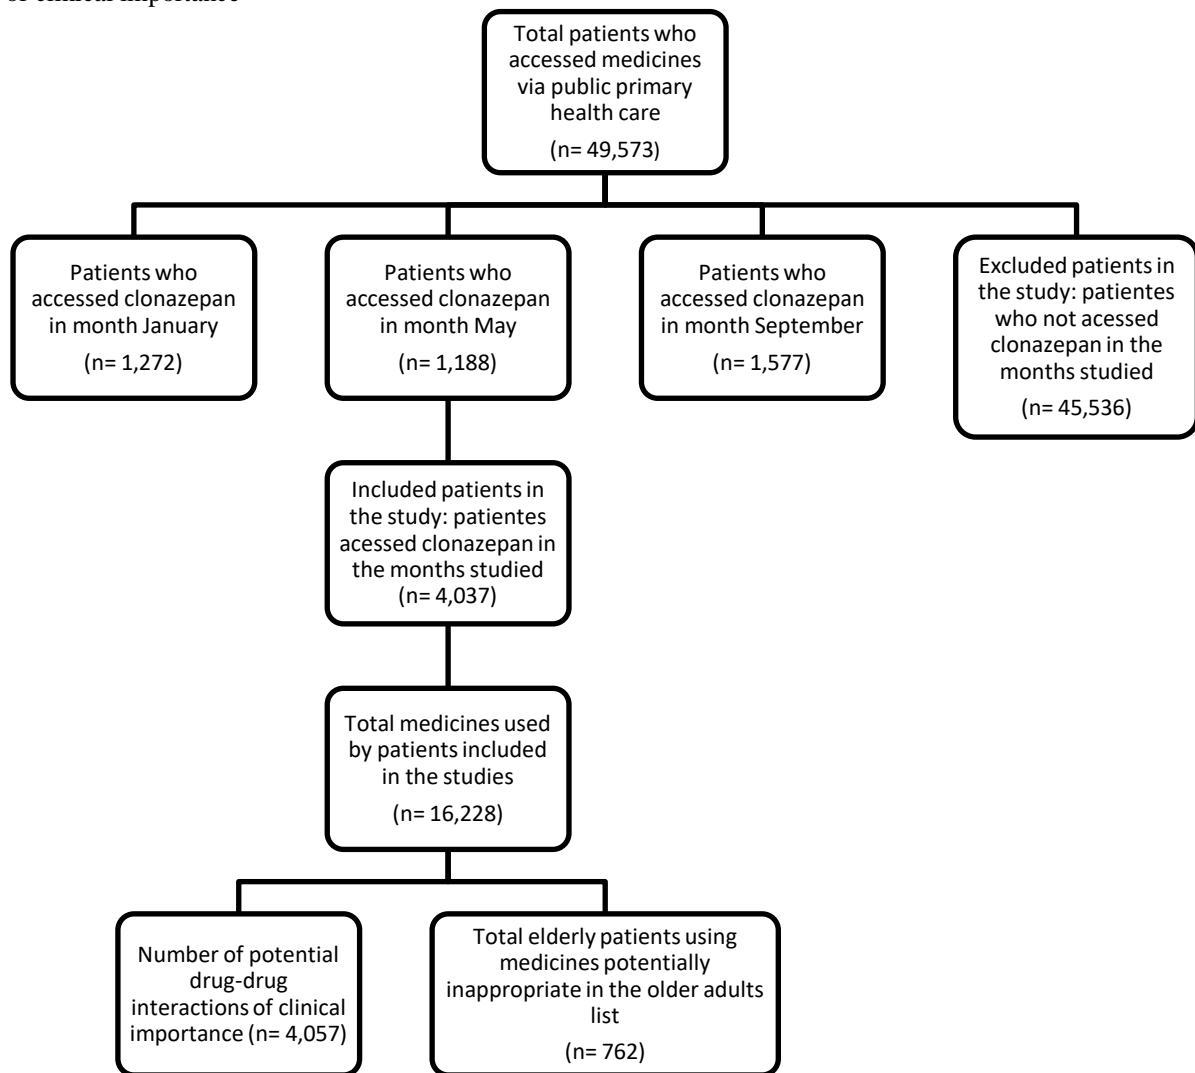 of clinical importance
Total patients who
accessed medicines
via public primary
health care
(n= 49,573)
Patients who
accessed clonazepan
in month January
(n= 1,272)
Patients who
accessed clonazepan
in month May
(n= 1,188)
Patients who
accessed clonazepan
in month September
(n= 1,577)
Excluded patients in
the study: patientes
who not acessed
clonazepan in the
months studied
(n= 45,536)
Included patients in
the study: patientes
acessed clonazepan in
the months studied
(n= 4,037)
Total medicines used
by patients included
in the studies
(n= 16,228)
Number of potential
drug-drug
interactions of clinical
importance (n= 4,057)
Total elderly patients using
medicines potentially
inappropriate in the older adults
list
(n= 762)